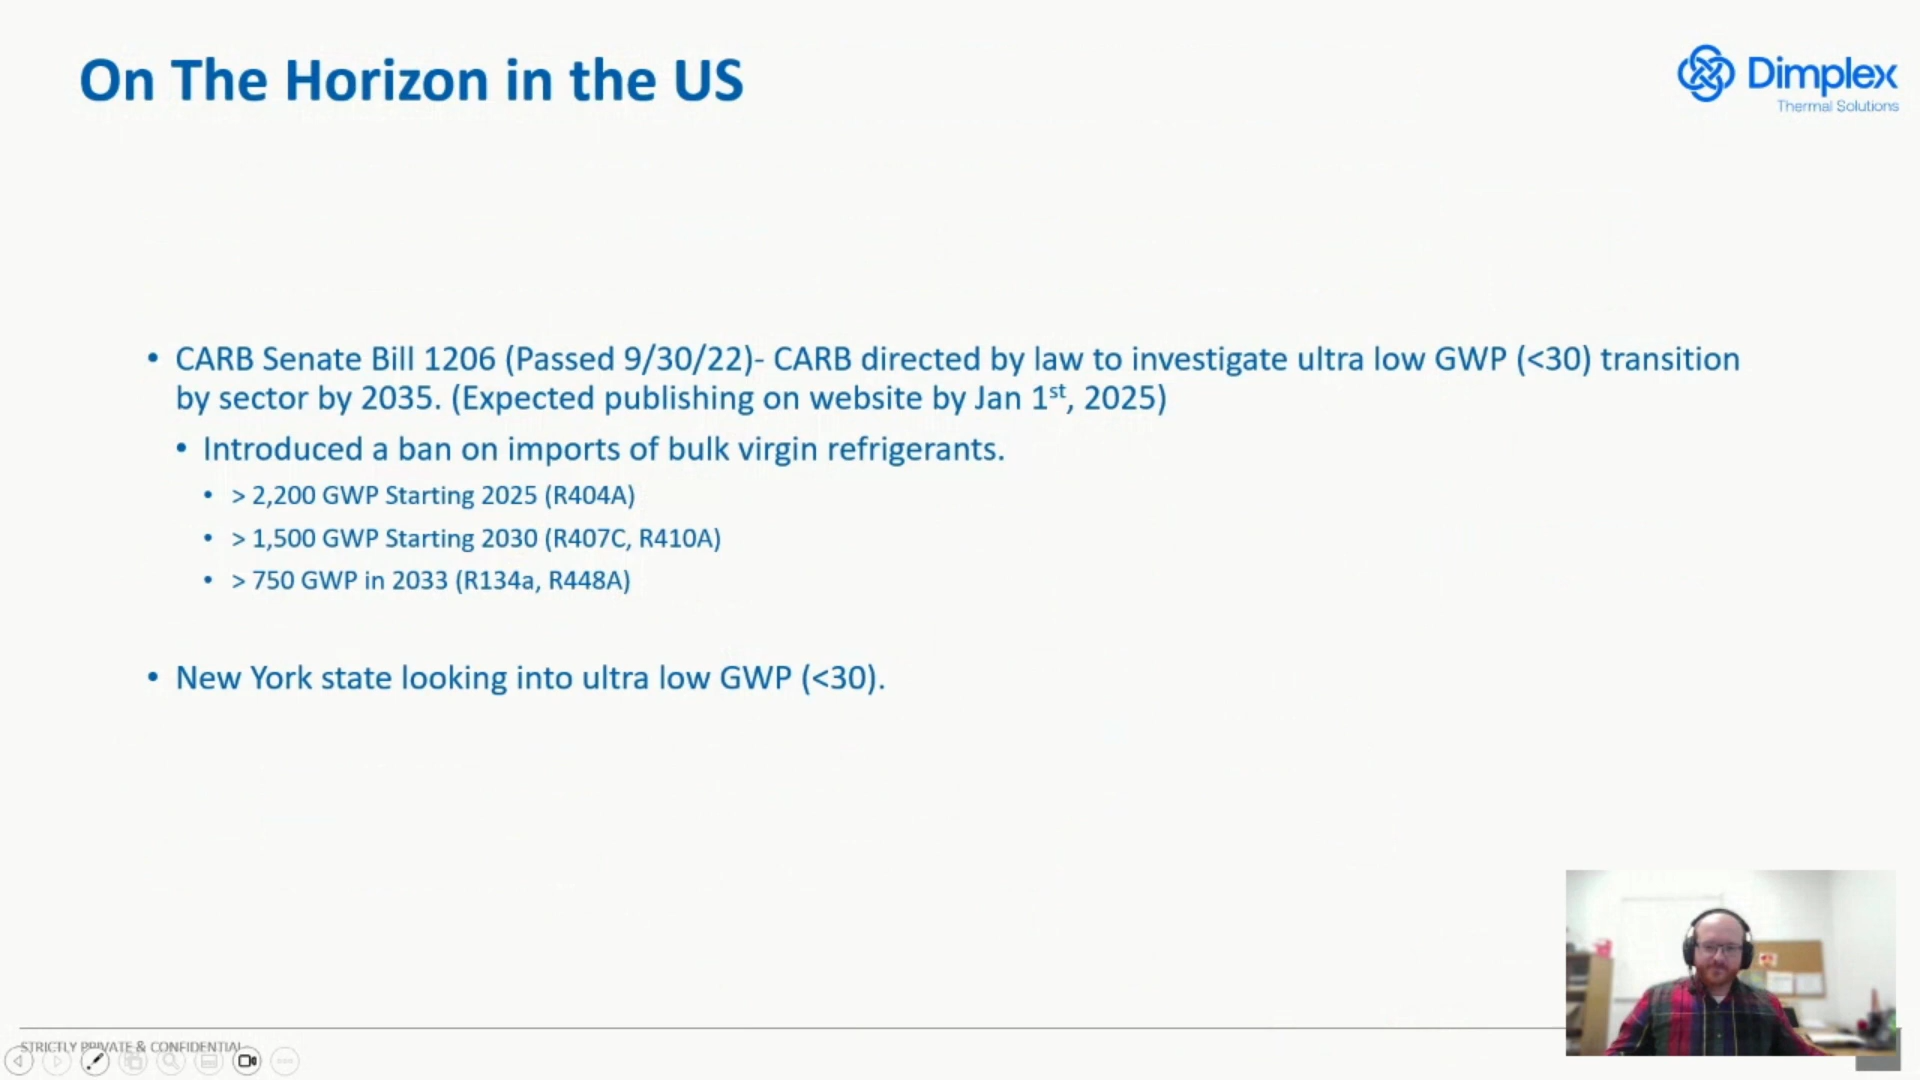 On The Horizon in the US
Dimplex
Thermal Solutions
• CARB Senate Bill 1206 (Passed 9/30/22)- CARB directed by law to investigate ultra low GWP (<30) transition
by sector by 2035. (Expected publishing on website by Jan 1st, 2025)
• Introduced a ban on imports of bulk virgin refrigerants.
• > 2,200 GWP Starting 2025 (R404A)
• > 1,500 GWP Starting 2030 (R407C, R410A)
• > 750 GWP in 2033 (R134a, R448A)
• New York state looking into ultra low GWP (<30).
STRICTLY PRIVATE & CONFIDENTIAL